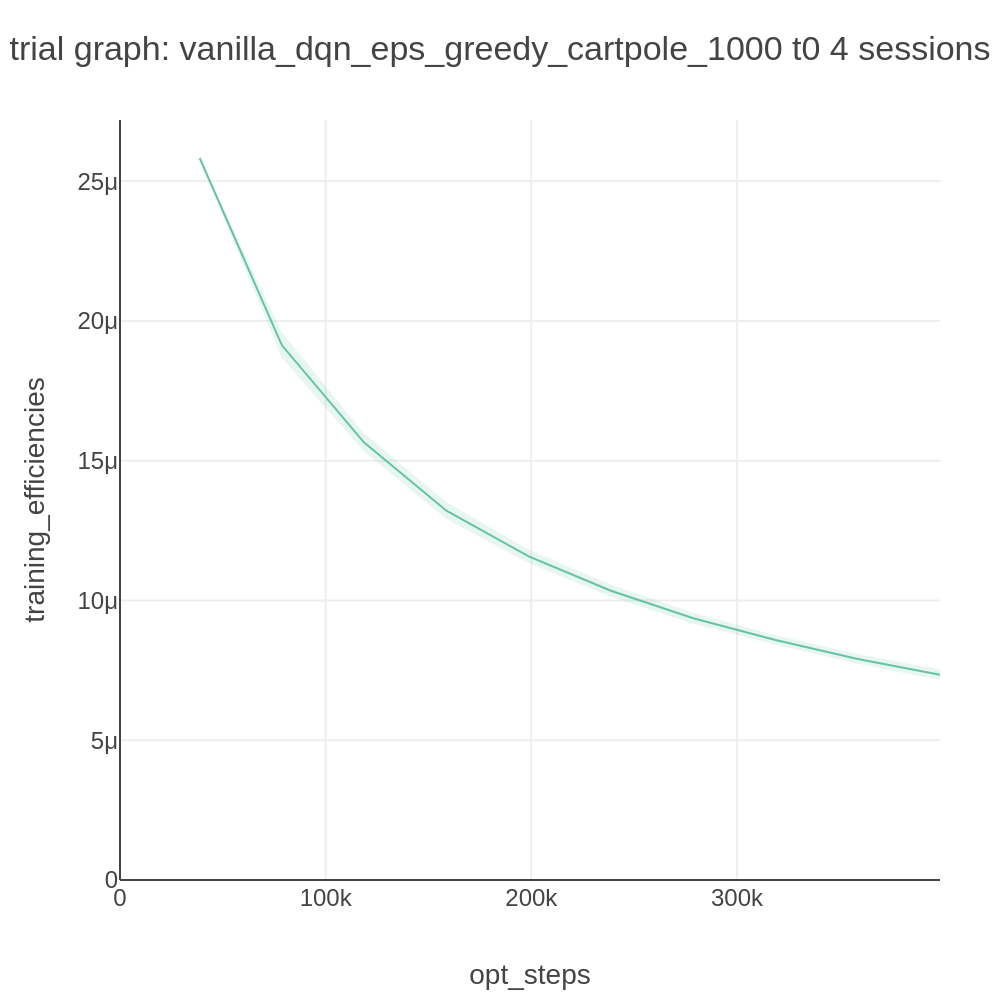 trial graph: vanilla_dqn_eps_greedy_cartpole_1000 t0 4 sessions
25μ
20μ
15μ
10μ
5μ
0
training_efficiencies
0
100k
200k
300k
opt_steps